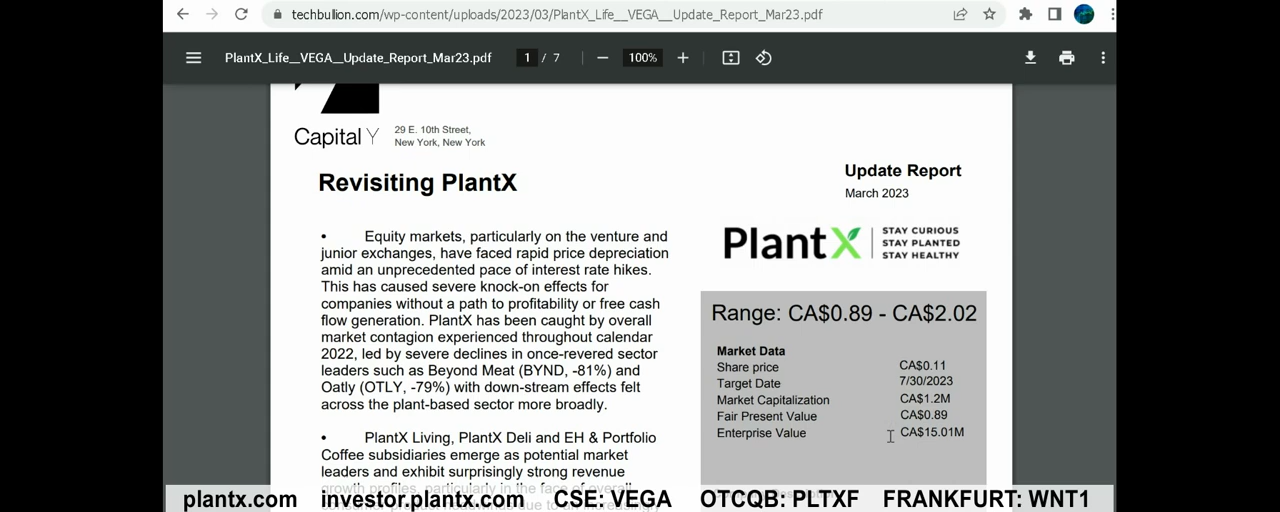 techbullion.com/wp-content/uploads/2023/03/PlantX_Life__VEGA__Update_Report_Mar23.pdf
PlantX_Life__VEGA__Update_Report_Mar23.pdf
1 / 7
100%
Capital Y
29 E. 10th Street,
New York, New York
Revisiting PlantX
• Equity markets, particularly on the venture and
junior exchanges, have faced rapid price depreciation
amid an unprecedented pace of interest rate hikes.
This has caused severe knock-on effects for
companies without a path to profitability or free cash
flow generation. PlantX has been caught by overall
market contagion experienced throughout calendar
2022, led by severe declines in once-revered sector
leaders such as Beyond Meat (BYND, -81%) and
Oatly (OTLY, -79%) with down-stream effects felt
across the plant-based sector more broadly.
• PlantX Living, PlantX Deli and EH & Portfolio
Coffee subsidiaries emerge as potential market
leaders and exhibit surprisingly strong revenue
growth profiles, particularly in the face of overall
Update Report
March 2023
PlantX
STAY CURIOUS
STAY PLANTED
STAY HEALTHY
Range: CA$0.89 - CA$2.02
Market Data
Share price CA$0.11
Target Date 7/30/2023
Market Capitalization CA$1.2M
Fair Present Value CA$0.89
Enterprise Value CA$15.01M
plantx.com investor.plantx.com CSE: VEGA OTCQB: PLTXF FRANKFURT: WNT1